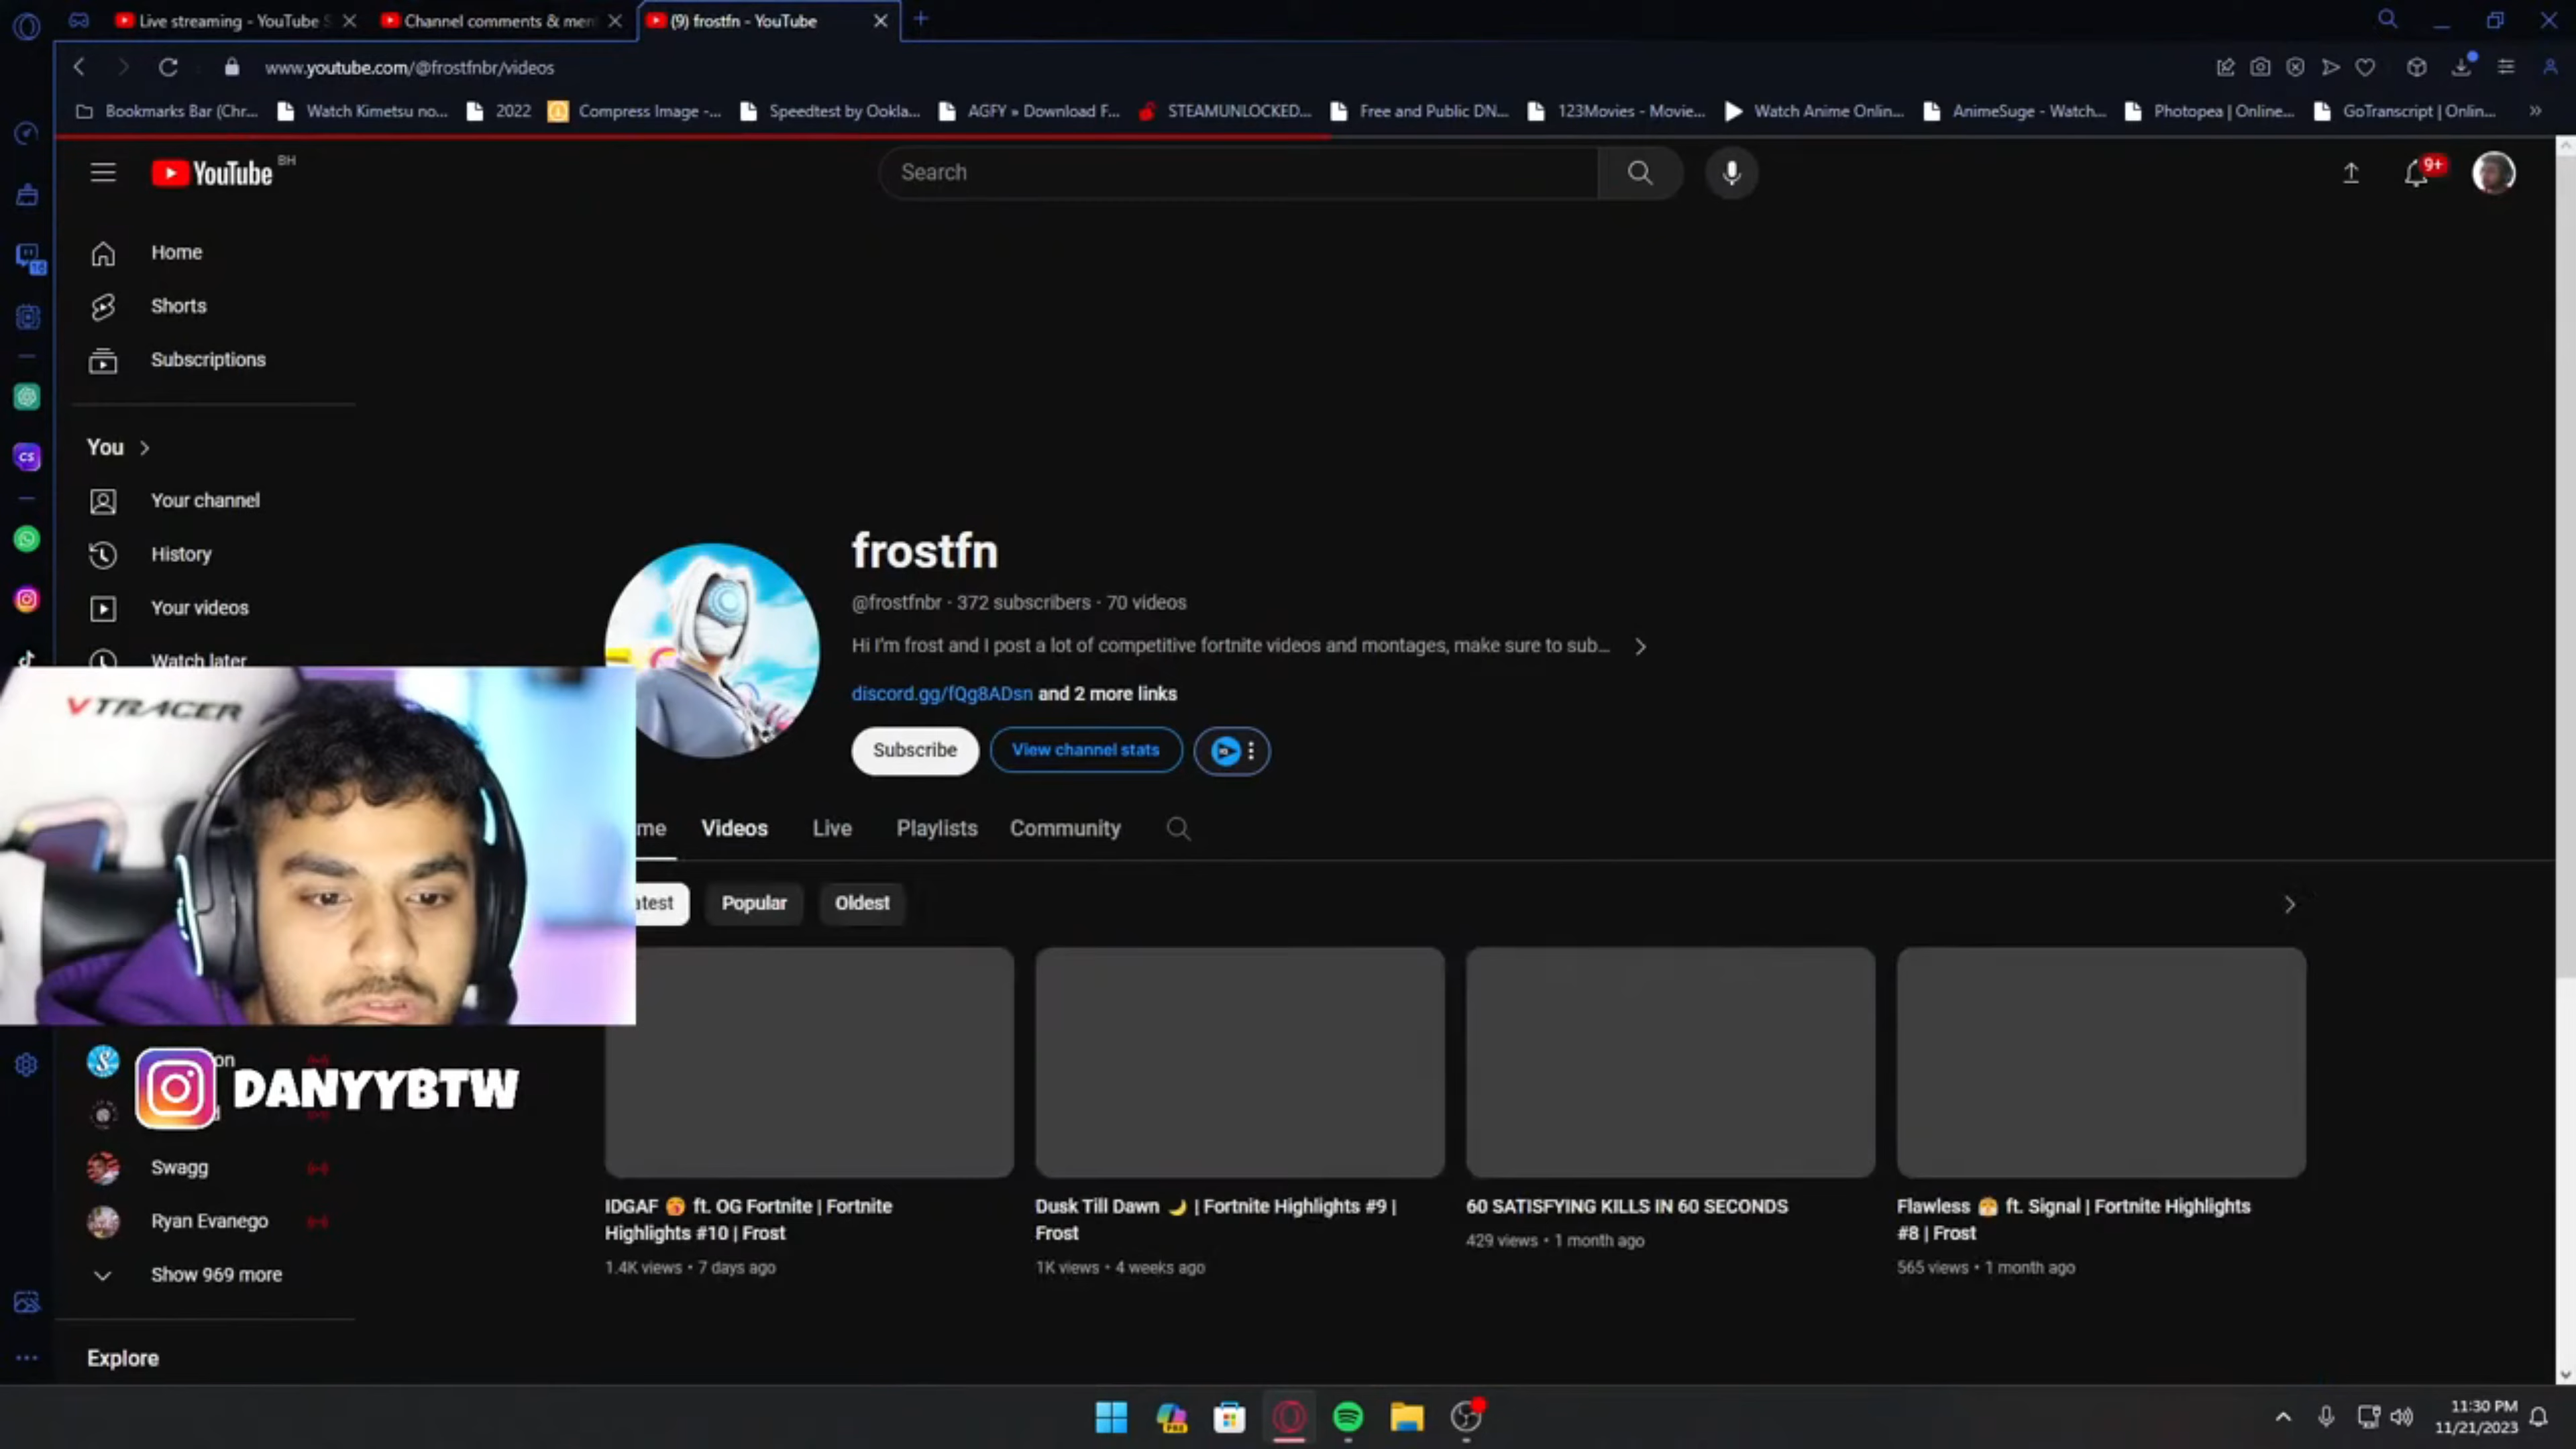 Live streaming - YouTube S
Channel comments & men
(9) frostfn - YouTube
www.youtube.com/@frostfnbr/videos
Bookmarks Bar (Chr...
Watch Kimetsu no...
2022
Compress Image -...
Speedtest by Ookla...
AGFY » Download F...
STEAMUNLOCKED...
Free and Public DN...
123Movies - Movie...
Watch Anime Onlin...
AnimeSuge - Watch...
Photopea | Online...
GoTranscript | Onlin...
YouTube BH
Search
9+
Home
Shorts
Subscriptions
You
Your channel
History
Your videos
Watch later
CS
frostfn
@frostfnbr · 372 subscribers · 70 videos
Hi I'm frost and I post a lot of competitive fortnite videos and montages, make sure to sub...
discord.gg/fQg8ADsn and 2 more links
Subscribe
View channel stats
me
Videos
Live
Playlists
Community
atest
Popular
Oldest
VTRACER
on
DANYYBTW
Swagg
Ryan Evanego
Show 969 more
Explore
IDGAF 🥵 ft. OG Fortnite | Fortnite
Highlights #10 | Frost
1.4K views • 7 days ago
Dusk Till Dawn 🌙 | Fortnite Highlights #9 |
Frost
1K views • 4 weeks ago
60 SATISFYING KILLS IN 60 SECONDS
429 views • 1 month ago
Flawless 😤 ft. Signal | Fortnite Highlights
#8 | Frost
565 views • 1 month ago
11:30 PM
11/21/2023